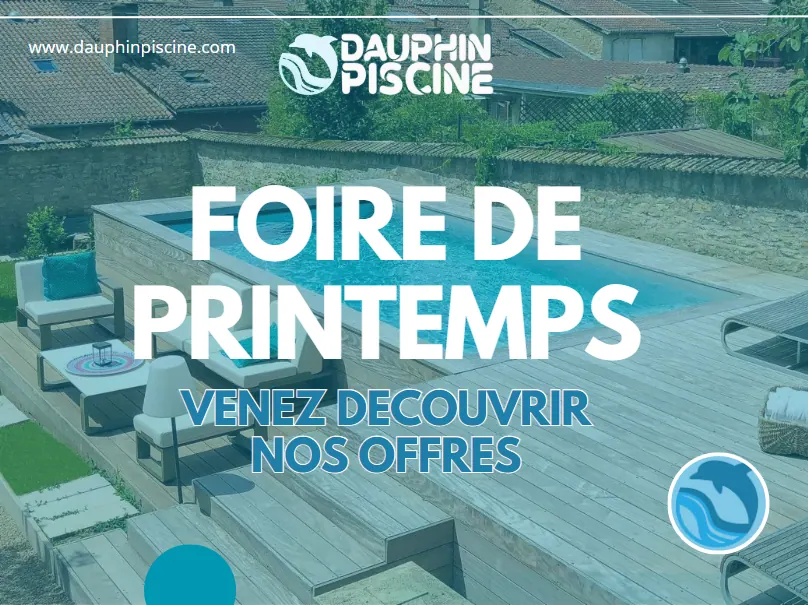 www.dauphinpiscine.com
DAUPHIN
PISCINE
FOIRE DE
PRINTEMPS
VENEZ DECOUVRIR
NOS OFFRES